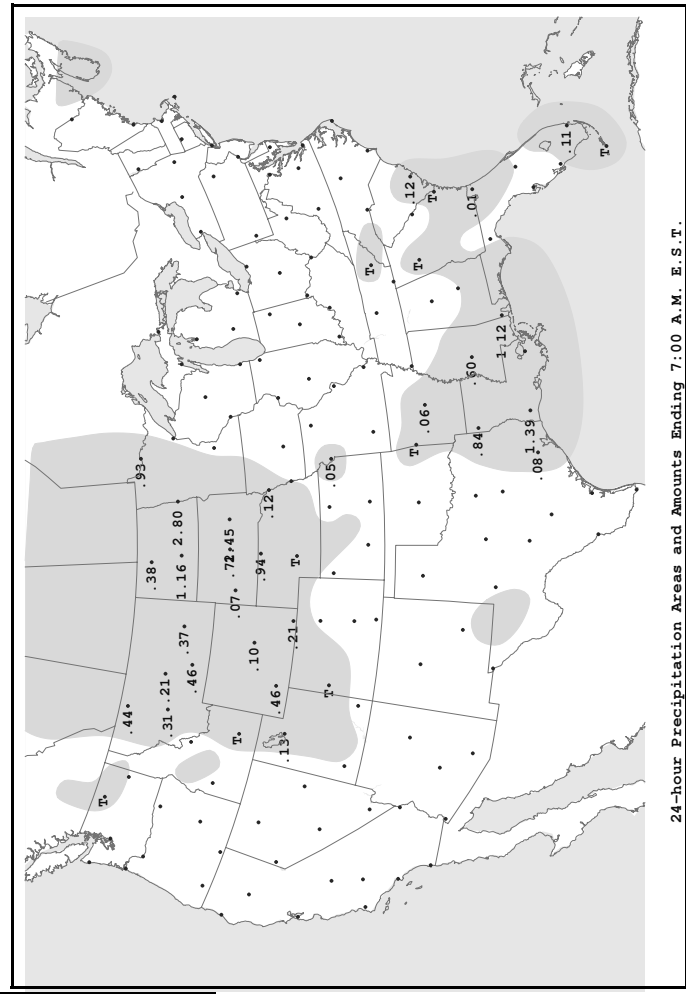 T
.44
.93
.38
.31 .21
1.16 2.80
.46 .37
T .07 .72
.10 .94 .12
.46
.13 .21 T
T .05
T
.12
T .06 T T
.60 .01
.84
1.12
.08 1.39
.11
T
24-hour Precipitation Areas and Amounts Ending 7:00 A.M. E.S.T.